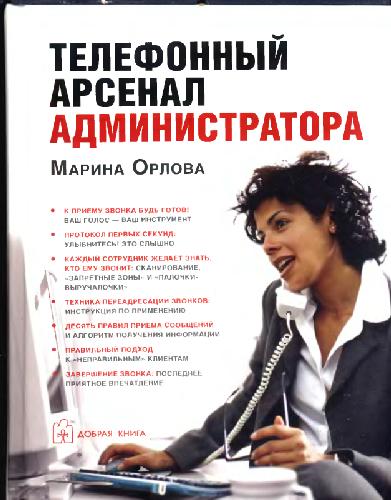 ТЕЛЕФОННЫЙ
АРСЕНАЛ
АДМИНИСТРАТОРА
МАРИНА ОРЛОВА
• К ПРИЕМУ ЗВОНКА БУДЬ ГОТОВ!
ВАШ ГОЛОС — ВАШ ИНСТРУМЕНТ
• ПРОТОКОЛ ПЕРВЫХ СЕКУНД.
УЛЫБНИТЕСЬ! ЭТО СЛЫШНО
• КАЖДЫЙ СОТРУДНИК ЖЕЛАЕТ ЗНАТЬ,
КТО ЕМУ ЗВОНИТ: СКАНИРОВАНИЕ,
«ЗАПРЕТНЫЕ ЗОНЫ» И «ПАЛОЧКИ-
ВЫРУЧАЛОЧКИ»
• ТЕХНИКА ПЕРЕАДРЕСАЦИИ ЗВОНКОВ:
ИНСТРУКЦИЯ ПО ПРИМЕНЕНИЮ
• ДЕСЯТЬ ПРАВИЛ ПРИЕМА СООБЩЕНИЙ
И АЛГОРИТМ ПОЛУЧЕНИЯ ИНФОРМАЦИИ
• ПРАВИЛЬНЫЙ ПОДХОД
К «НЕПРАВИЛЬНЫМ» КЛИЕНТАМ
ЗАВЕРШЕНИЕ ЗВОНКА: ПОСЛЕДНЕЕ
ПРИЯТНОЕ ВПЕЧАТЛЕНИЕ
ДОБРАЯ КНИГА